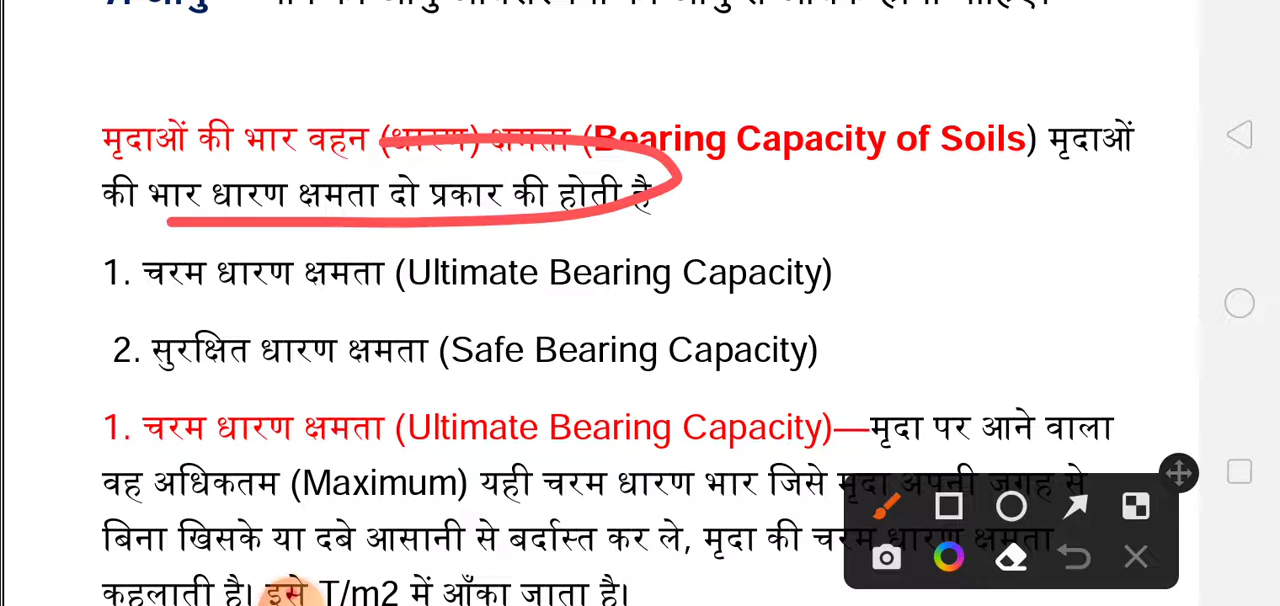 मृदाओं की भार वहन (धारण) क्षमता (Bearing Capacity of Soils) मृदाओं
की भार धारण क्षमता दो प्रकार की होती है
1. चरम धारण क्षमता (Ultimate Bearing Capacity)
2. सुरक्षित धारण क्षमता (Safe Bearing Capacity)
1. चरम धारण क्षमता (Ultimate Bearing Capacity)—मृदा पर आने वाला
वह अधिकतम (Maximum) यही चरम धारण भार जिसे मृदा अपनी जगह से
बिना खिसके या दबे आसानी से बर्दास्त कर ले, मृदा की चरम धारण क्षमता
कहलाती है। इसे T/m2 में आँका जाता है।